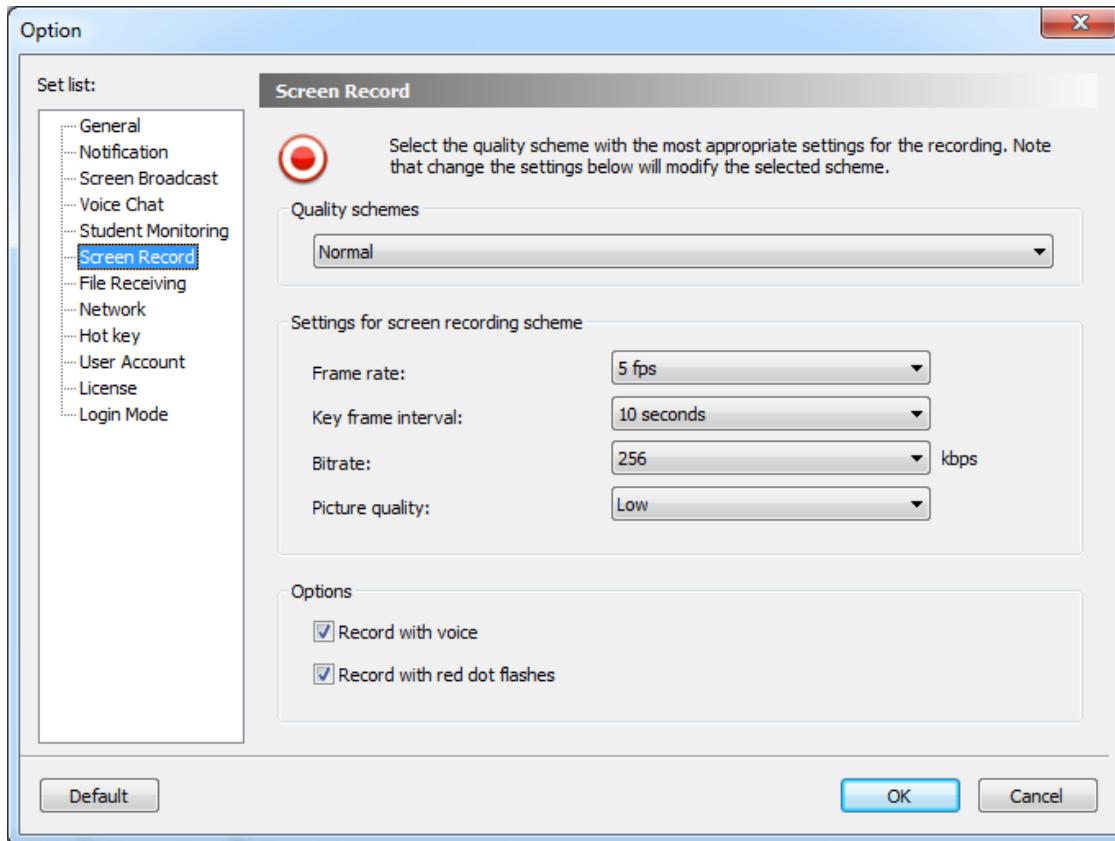 Option
Set list:
General
Notification
Screen Broadcast
Voice Chat
Student Monitoring
Screen Record
File Receiving
Network
Hot key
User Account
License
Login Mode
Screen Record
Select the quality scheme with the most appropriate settings for the recording. Note
that change the settings below will modify the selected scheme.
Quality schemes
Normal
Settings for screen recording scheme
Frame rate: 5 fps
Key frame interval: 10 seconds
Bitrate: 256 kbps
Picture quality: Low
Options
Record with voice
Record with red dot flashes
Default OK Cancel